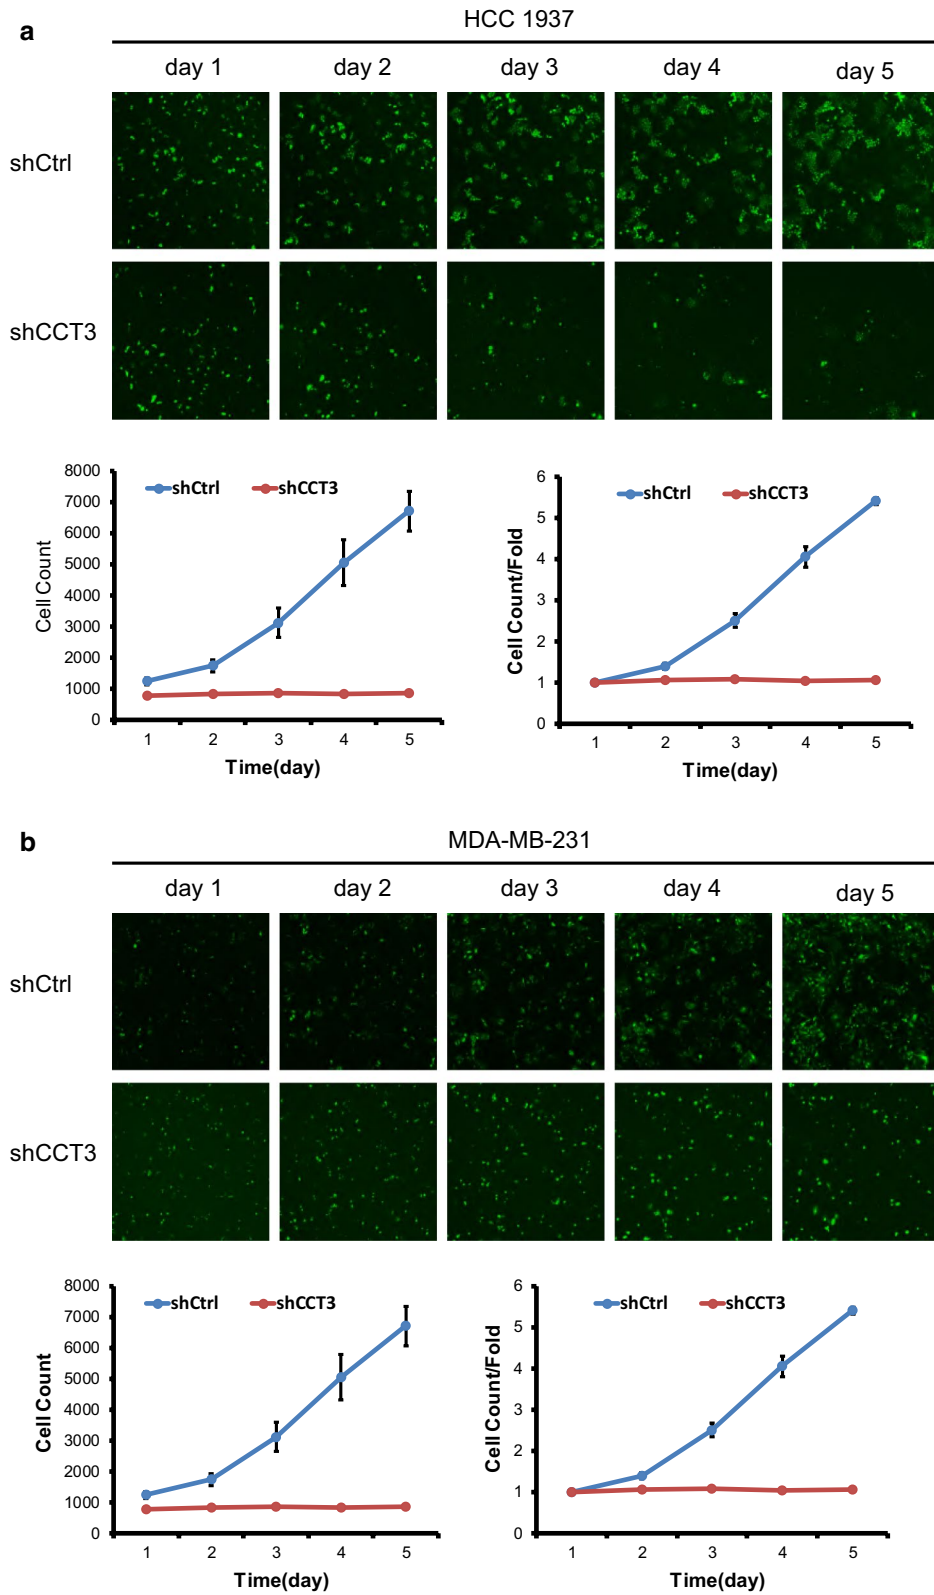 a
HCC 1937
day 1 day 2 day 3 day 4 day 5
shCtrl
shCCT3
8000
7000
6000
5000
4000
3000
2000
1000
0
Cell Count
shCtrl shCCT3
1 2 3 4 5
Time(day)
6
5
4
3
2
1
0
Cell Count/Fold
shCtrl shCCT3
1 2 3 4 5
Time(day)
b
MDA-MB-231
day 1 day 2 day 3 day 4 day 5
shCtrl
shCCT3
8000
7000
6000
5000
4000
3000
2000
1000
0
Cell Count
shCtrl shCCT3
1 2 3 4 5
Time(day)
6
5
4
3
2
1
0
Cell Count/Fold
shCtrl shCCT3
1 2 3 4 5
Time(day)